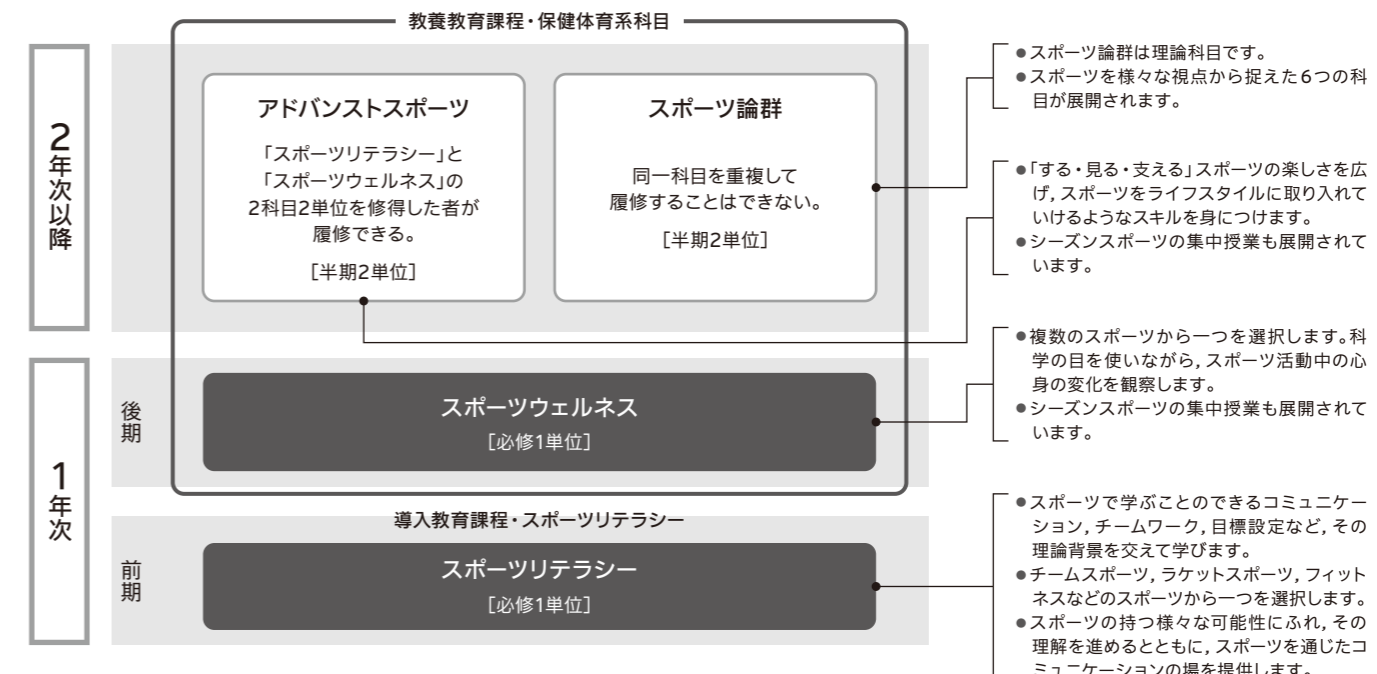 教養教育課程・保健体育系科目
2年次以降
アドバンストスポーツ
「スポーツリテラシー」と
「スポーツウェルネス」の
2科目2単位を修得した者が
履修できる。
[半期2単位]
スポーツ論群
同一科目を重複して
履修することはできない。
[半期2単位]
●スポーツ論群は理論科目です。
●スポーツを様々な視点から捉えた6つの科
目が展開されます。
●「する・見る・支える」スポーツの楽しさを広
げ,スポーツをライフスタイルに取り入れて
いけるようなスキルを身につけます。
●シーズンスポーツの集中授業も展開されて
います。
1年次
後期
スポーツウェルネス
[必修1単位]
●複数のスポーツから一つを選択します。科
学の目を使いながら,スポーツ活動中の心
身の変化を観察します。
●シーズンスポーツの集中授業も展開されて
います。
導入教育課程・スポーツリテラシー
前期
スポーツリテラシー
[必修1単位]
●スポーツで学ぶことのできるコミュニケー
ション,チームワーク,目標設定など,その
理論背景を交えて学びます。
●チームスポーツ,ラケットスポーツ,フィット
ネスなどのスポーツから一つを選択します。
●スポーツの持つ様々な可能性にふれ,その
理解を進めるとともに,スポーツを通じたコ
ミュニケーションの場を提供します。